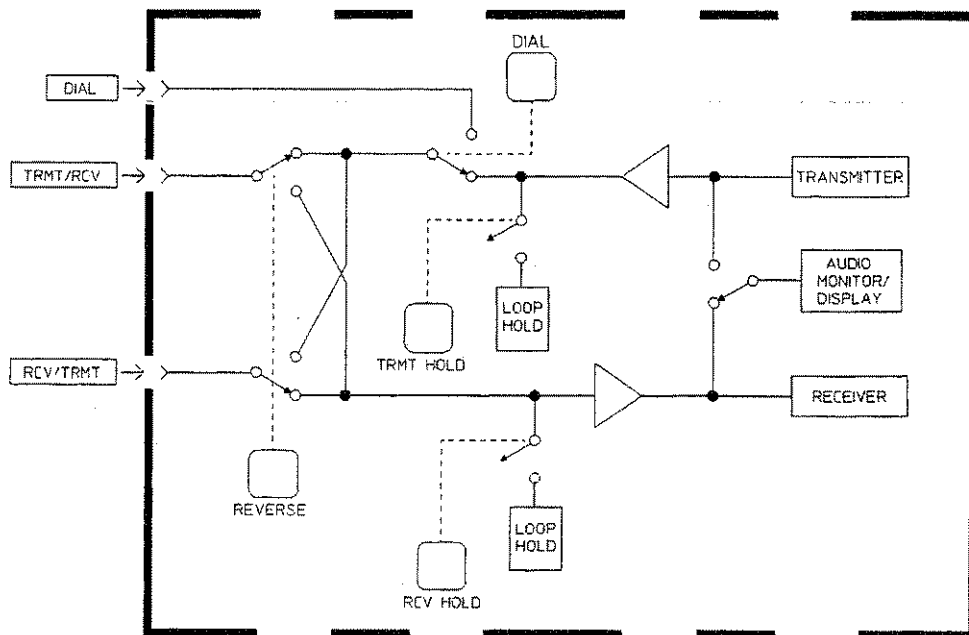 DIAL
DIAL
TRMT/RCV
TRANSMITTER
AUDIO
MONITOR/
DISPLAY
LOOP
HOLD
TRMT HOLD
RCV/TRMT
RECEIVER
REVERSE
LOOP
HOLD
RCV HOLD